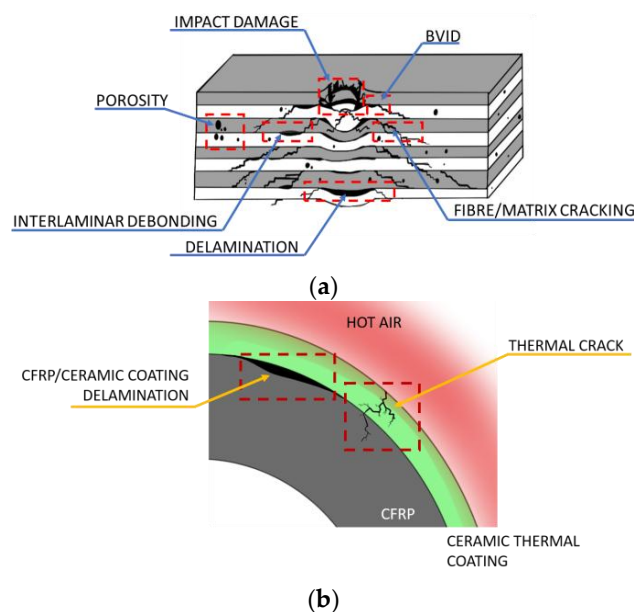 IMPACT DAMAGE
BVID
POROSITY
INTERLAMINAR DEBONDING
FIBRE/MATRIX CRACKING
DELAMINATION
(a)
HOT AIR
THERMAL CRACK
CFRP/CERAMIC COATING
DELAMINATION
CFRP
CERAMIC THERMAL
COATING
(b)